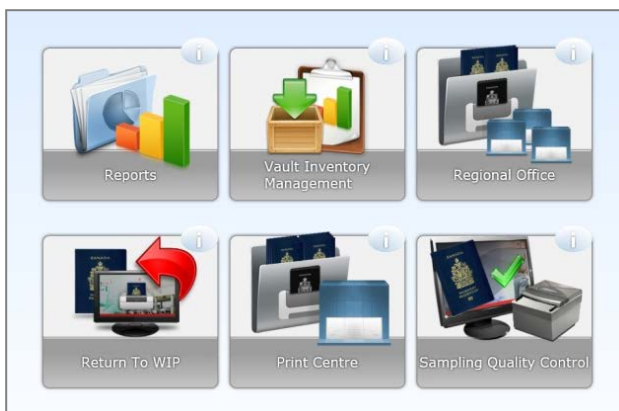 Reports
Vault Inventory
Management
Regional Office
Return To WIP
Print Centre
Sampling Quality Control